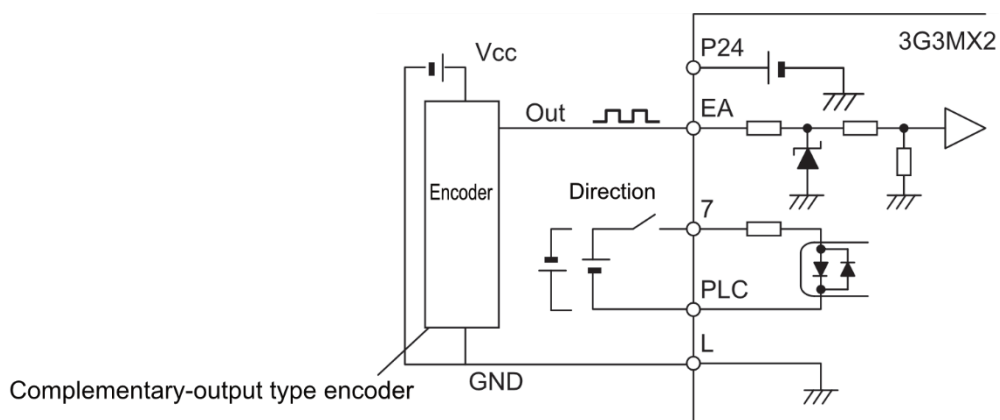 3G3MX2
P24
Vcc
EA
Out
Encoder
Direction
7
PLC
L
GND
Complementary-output type encoder